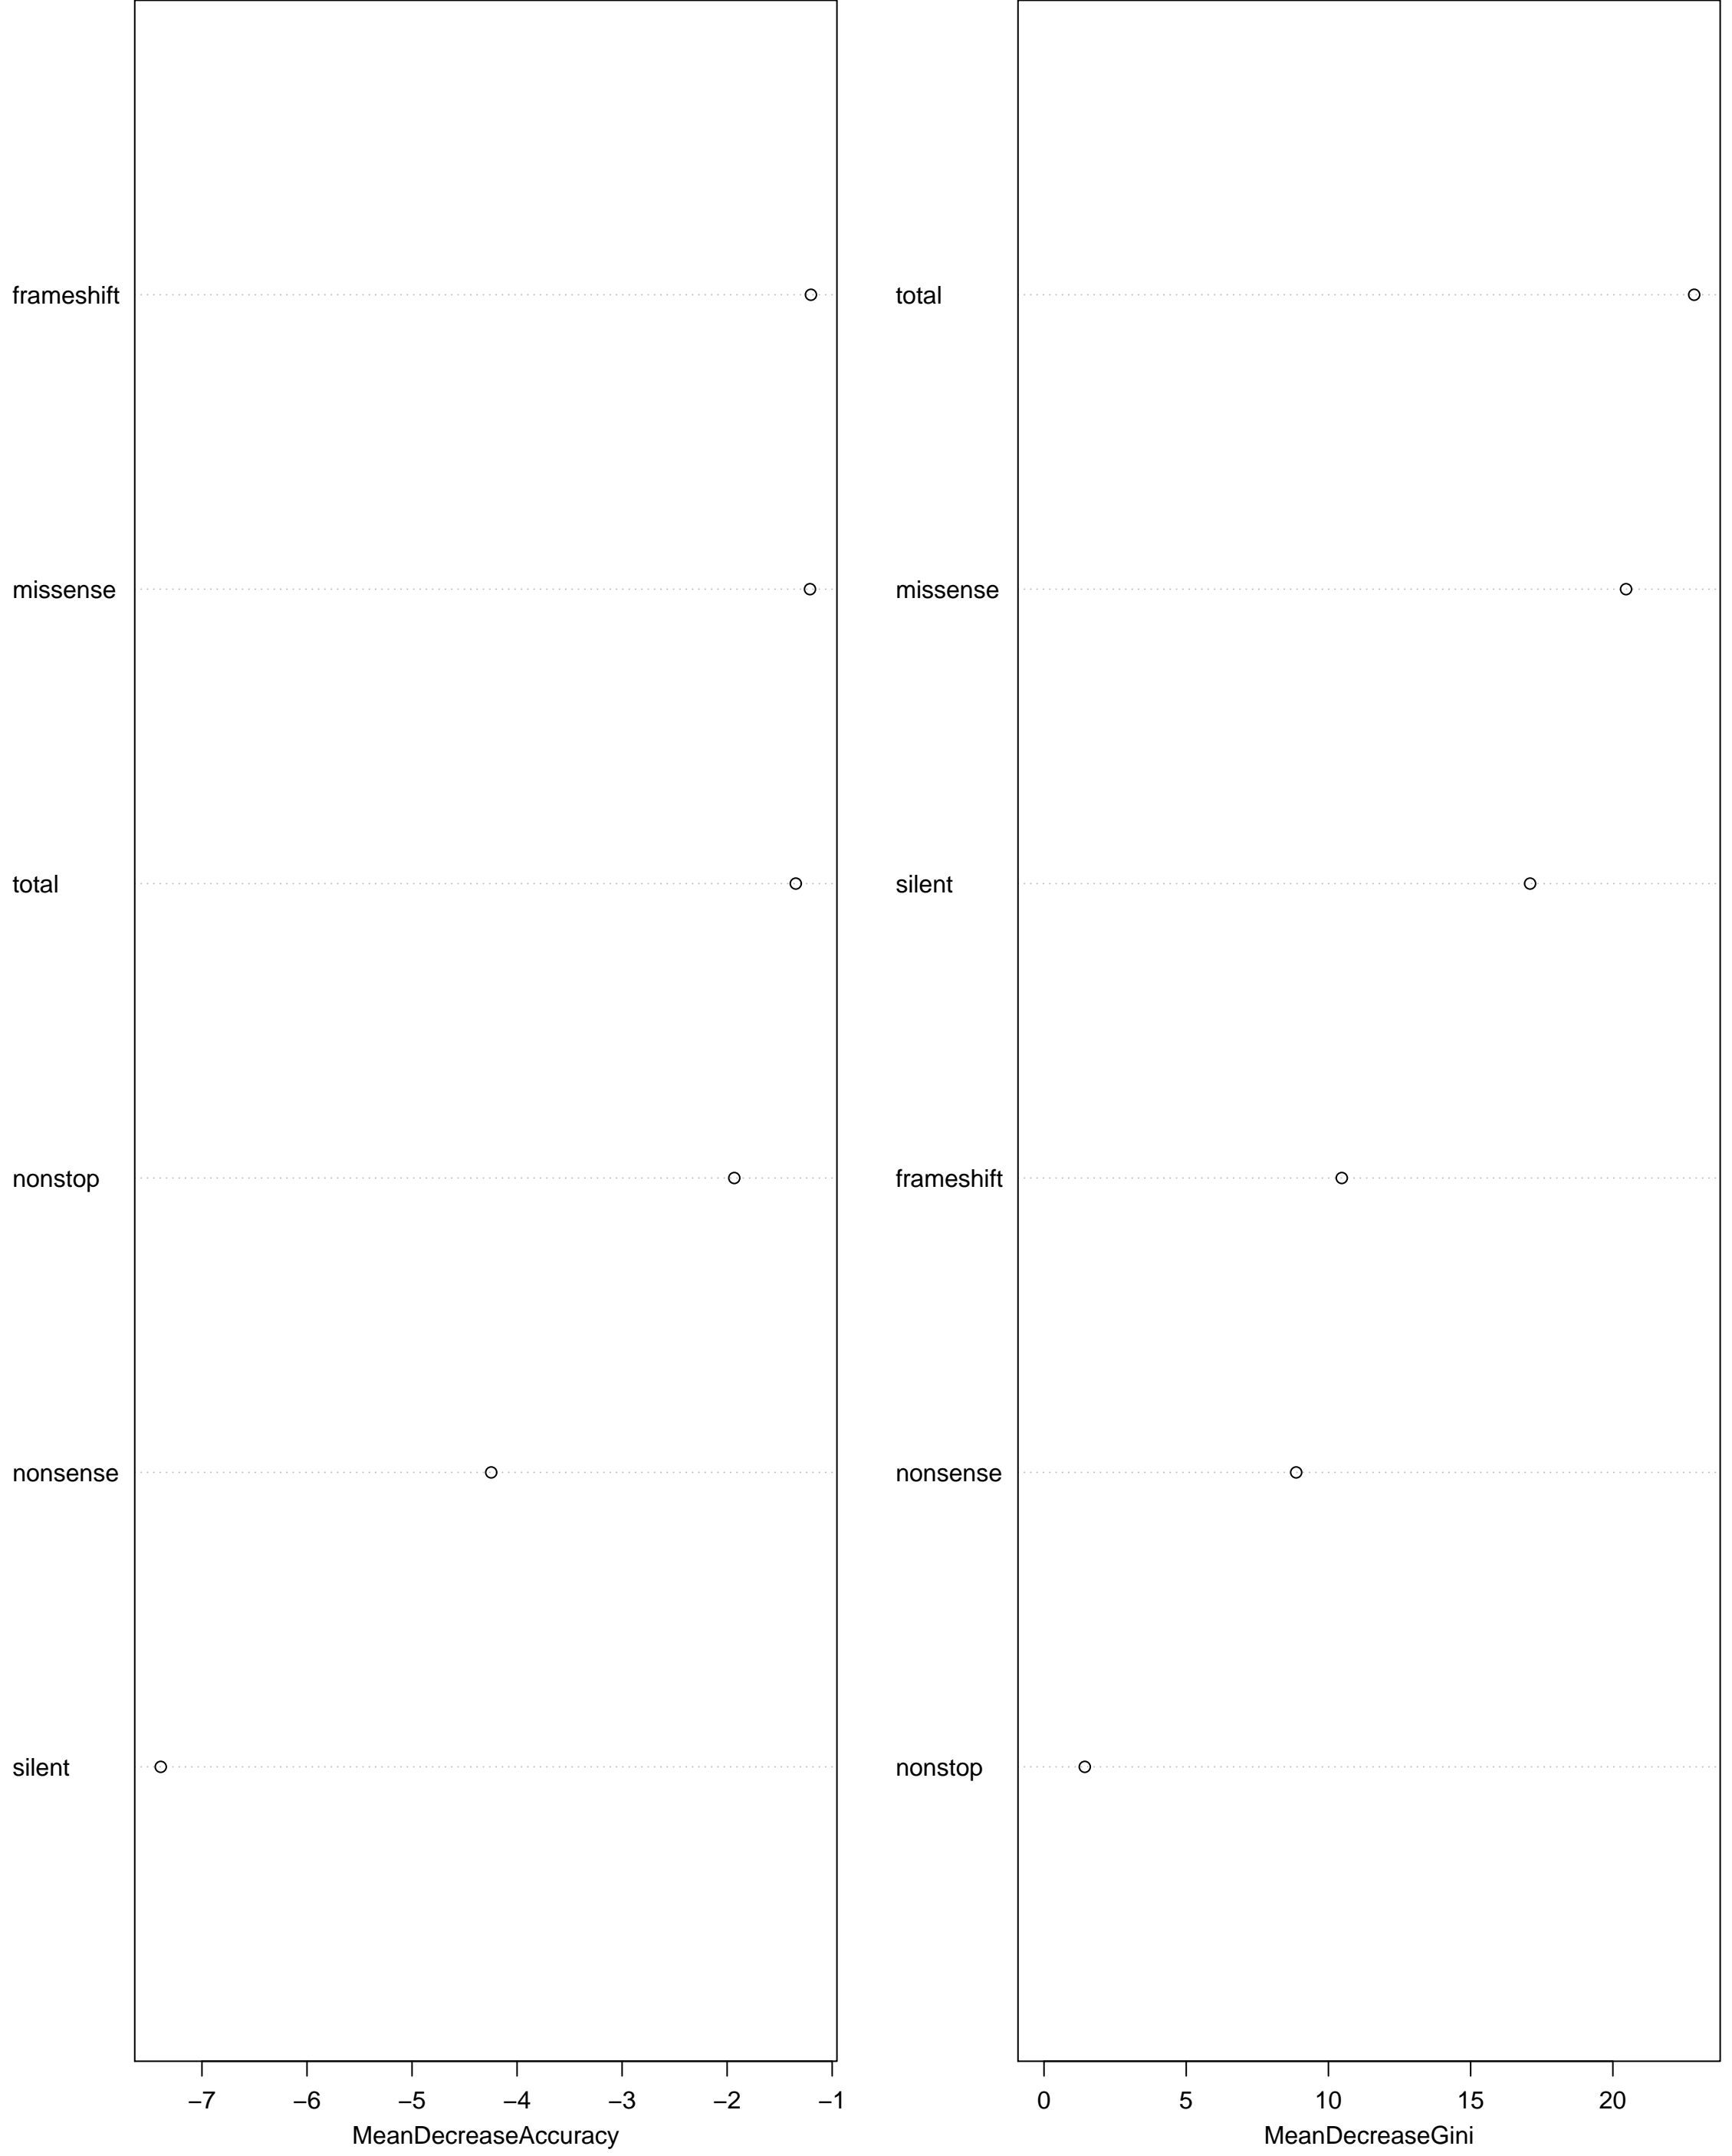 frameshift
missense
total
nonstop
nonsense
silent
−7 −6 −5 −4 −3 −2 −1
MeanDecreaseAccuracy
total
missense
silent
frameshift
nonsense
nonstop
0 5 10 15 20
MeanDecreaseGini